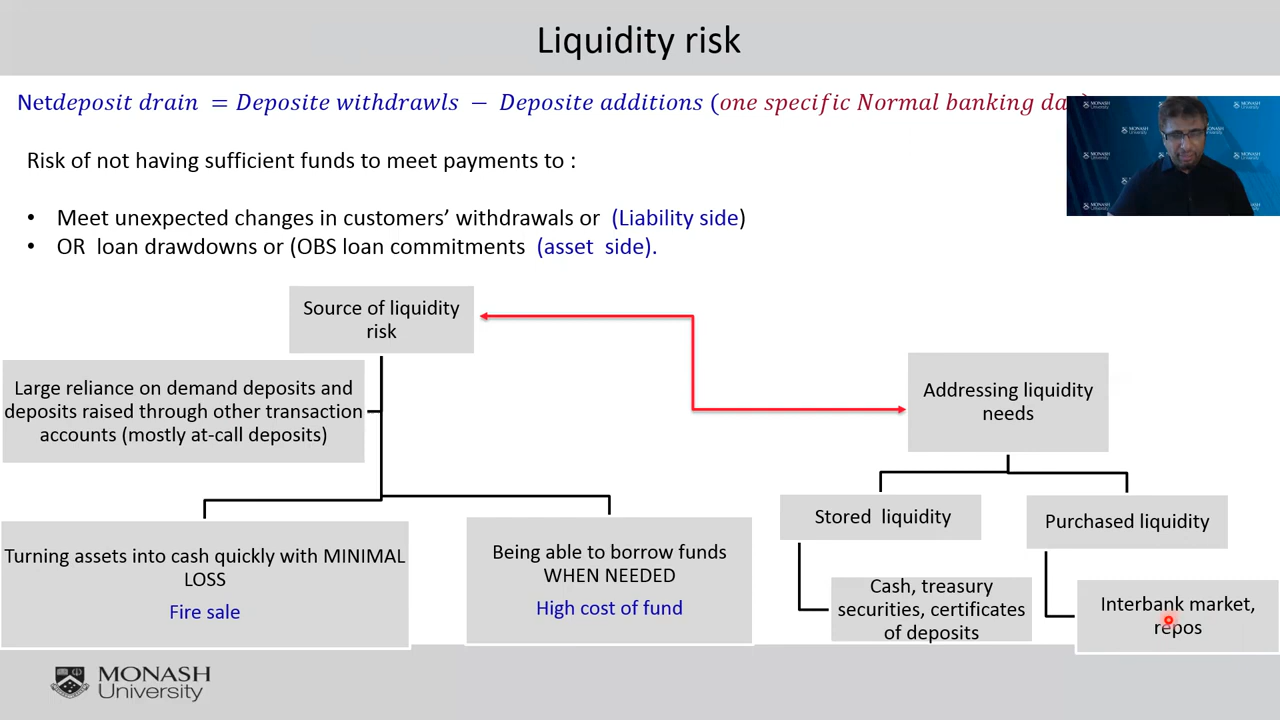 Liquidity risk
Netdeposit drain = Deposite withdrawls − Deposite additions (one specific Normal banking
Risk of not having sufficient funds to meet payments to :
• Meet unexpected changes in customers’ withdrawals or (Liability side)
• OR loan drawdowns or (OBS loan commitments (asset side).
Source of liquidity
risk
Large reliance on demand deposits and
deposits raised through other transaction
accounts (mostly at-call deposits)
Turning assets into cash quickly with MINIMAL
LOSS
Fire sale
Being able to borrow funds
WHEN NEEDED
High cost of fund
Addressing liquidity
needs
Stored liquidity
Cash, treasury
securities, certificates
of deposits
Purchased liquidity
Interbank market,
repos
MONASH
University